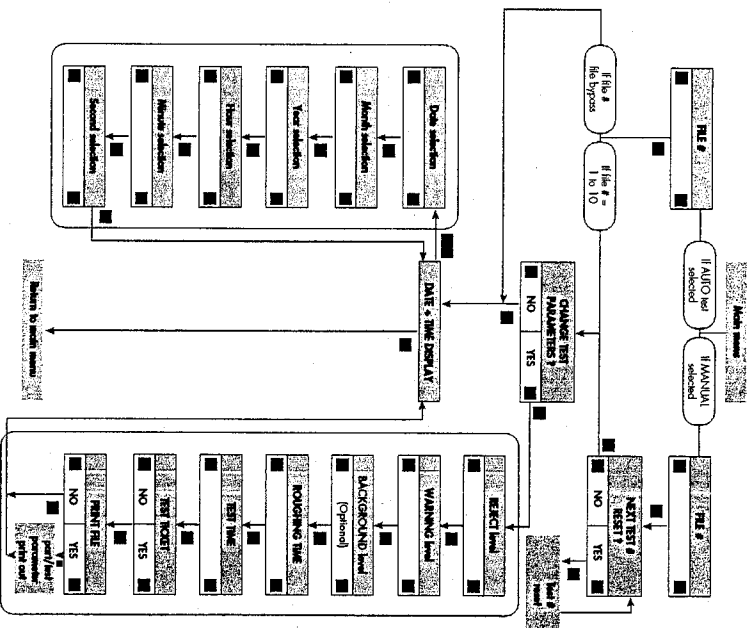 Main menu
If AUTO test
selected
If MANUAL
selected
FILE #
FILE #
If file #
file bypass
If file # =
1 to 10
NEXT TEST #
RESET ?
NO
YES
Test #
reset
CHANGE TEST
PARAMETERS ?
NO
YES
DATE + TIME DISPLAY
Return to main menu
Date selection
Month selection
Year selection
Hour selection
Minute selection
Second selection
REJECT level
WARNING level
BACKGROUND level
(Optional)
ROUGHING TIME
TEST TIME
TEST TICKET
NO
YES
PRINT FILE
NO
YES
part/test
parameter
print out